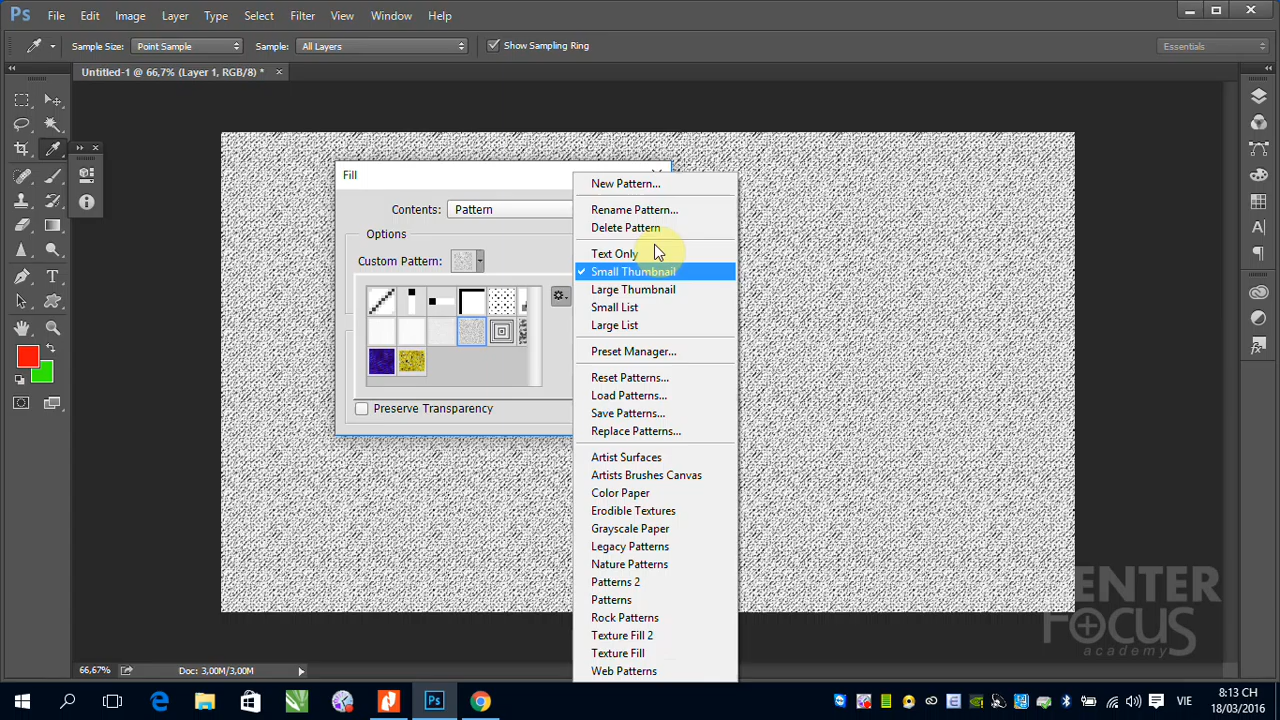 Ps File Edit Image Layer Type Select Filter 3D View Window Help
Sample Size: Point Sample Sample: All Layers Show Sampling Ring Essentials
Untitled-1 @ 66,7% (Layer 1, RGB/8) *
Fill
Contents: Pattern
Options
Custom Pattern:
Preserve Transparency
New Pattern...
Rename Pattern...
Delete Pattern
Text Only
Small Thumbnail
Large Thumbnail
Small List
Large List
Preset Manager...
Reset Patterns...
Load Patterns...
Save Patterns...
Replace Patterns...
Artist Surfaces
Artists Brushes Canvas
Color Paper
Erodible Textures
Grayscale Paper
Legacy Patterns
Nature Patterns
Patterns 2
Patterns
Rock Patterns
Texture Fill 2
Texture Fill
Web Patterns
ENTER
FOCUS
academy
66,67% Doc: 3,00M/3,00M
VIE
8:13 CH
18/03/2016